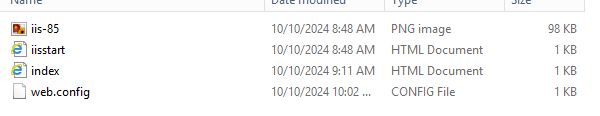 Name Date modified Type Size
iis-85 10/10/2024 8:48 AM PNG image 98 KB
iisstart 10/10/2024 8:48 AM HTML Document 1 KB
index 10/10/2024 9:11 AM HTML Document 1 KB
web.config 10/10/2024 10:02 ... CONFIG File 1 KB